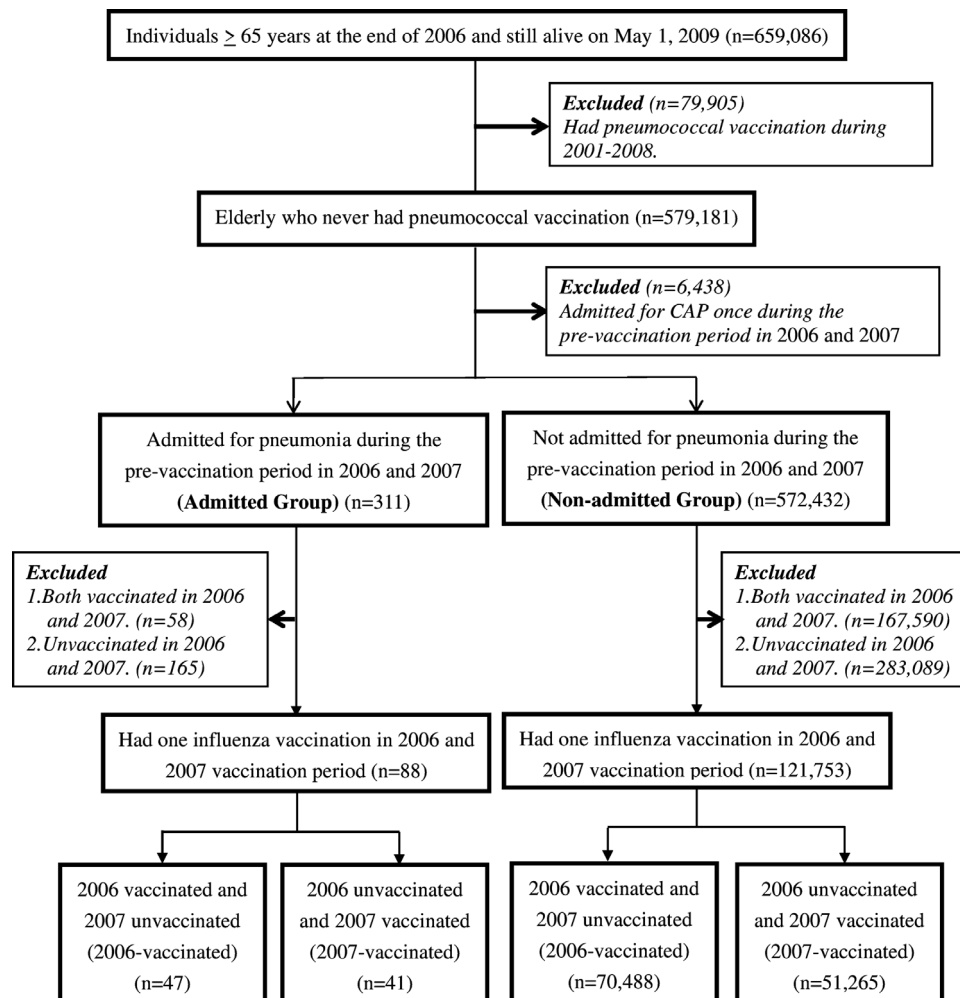 Individuals ≥ 65 years at the end of 2006 and still alive on May 1, 2009 (n=659,086)
Excluded (n=79,905)
Had pneumococcal vaccination during
2001-2008.
Elderly who never had pneumococcal vaccination (n=579,181)
Excluded (n=6,438)
Admitted for CAP once during the
pre-vaccination period in 2006 and 2007
Admitted for pneumonia during the
pre-vaccination period in 2006 and 2007
(Admitted Group) (n=311)
Not admitted for pneumonia during the
pre-vaccination period in 2006 and 2007
(Non-admitted Group) (n=572,432)
Excluded
1.Both vaccinated in 2006
and 2007. (n=58)
2.Unvaccinated in 2006
and 2007. (n=165)
Excluded
1.Both vaccinated in 2006
and 2007. (n=167,590)
2.Unvaccinated in 2006
and 2007. (n=283,089)
Had one influenza vaccination in 2006 and
2007 vaccination period (n=88)
Had one influenza vaccination in 2006 and
2007 vaccination period (n=121,753)
2006 vaccinated and
2007 unvaccinated
(2006-vaccinated)
(n=47)
2006 unvaccinated
and 2007 vaccinated
(2007-vaccinated)
(n=41)
2006 vaccinated and
2007 unvaccinated
(2006-vaccinated)
(n=70,488)
2006 unvaccinated
and 2007 vaccinated
(2007-vaccinated)
(n=51,265)